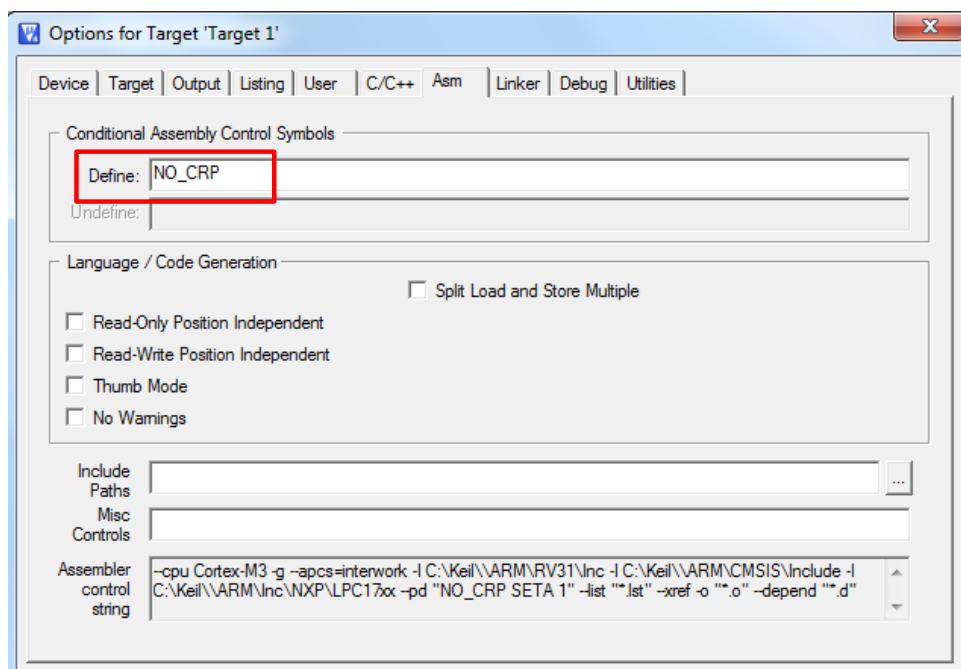 Options for Target 'Target 1'
Device Target Output Listing User C/C++ Asm Linker Debug Utilities
Conditional Assembly Control Symbols
Define: NO_CRP
Undefine:
Language / Code Generation
Split Load and Store Multiple
Read-Only Position Independent
Read-Write Position Independent
Thumb Mode
No Warnings
Include
Paths
...
Misc
Controls
Assembler
control
string
--cpu Cortex-M3 -g --apcs=interwork -I C:\Keil\\ARM\RV31\Inc -I C:\Keil\\ARM\CMSIS\Include -I
C:\Keil\\ARM\Inc\NXP\LPC17xx --pd "NO_CRP SETA 1" --list "*.lst" --xref -o "*.o" --depend "*.d"